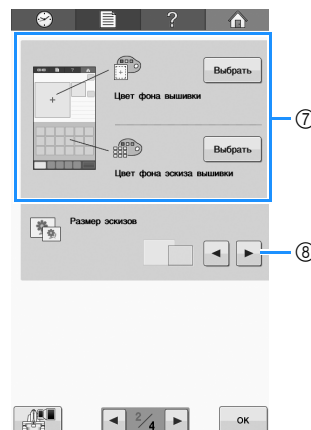 ?
Выбрать
Цвет фона вышивки
⑦
Выбрать
Цвет фона эскиза вышивки
Размер эскизов
⑧
2/4
OK